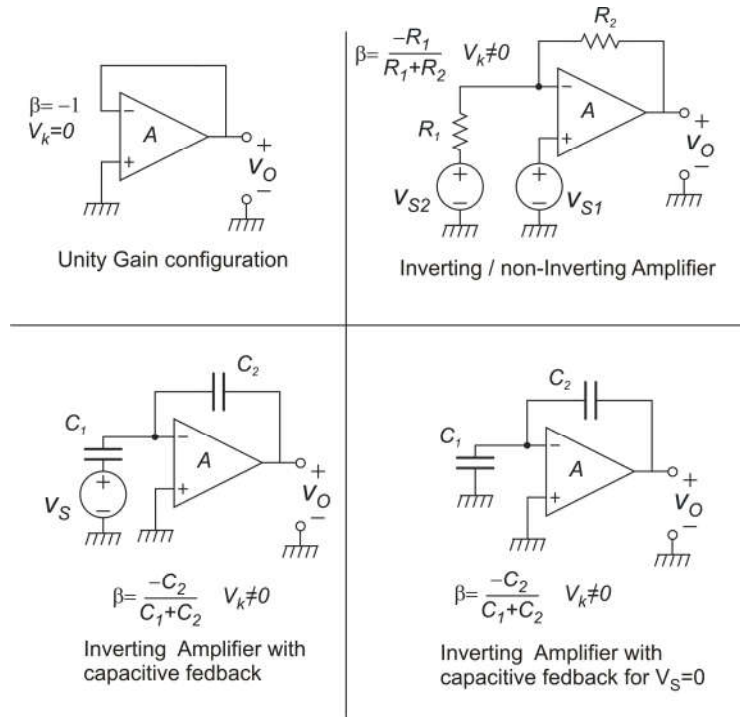 β= −1
V_k=0
−
A
+
+
v_O
−
Unity Gain configuration
β= −R_1 / R_1+R_2 V_k≠0
R_2
−
A
+
R_1
+
v_O
−
+
−
v_S2
+
−
v_S1
Inverting / non-Inverting Amplifier
C_2
C_1
−
A
+
+
−
v_S
+
v_O
−
β= −C_2 / C_1+C_2 V_k≠0
Inverting Amplifier with
capacitive fedback
C_2
C_1
−
A
+
+
v_O
−
β= −C_2 / C_1+C_2 V_k≠0
Inverting Amplifier with
capacitive fedback for V_S=0